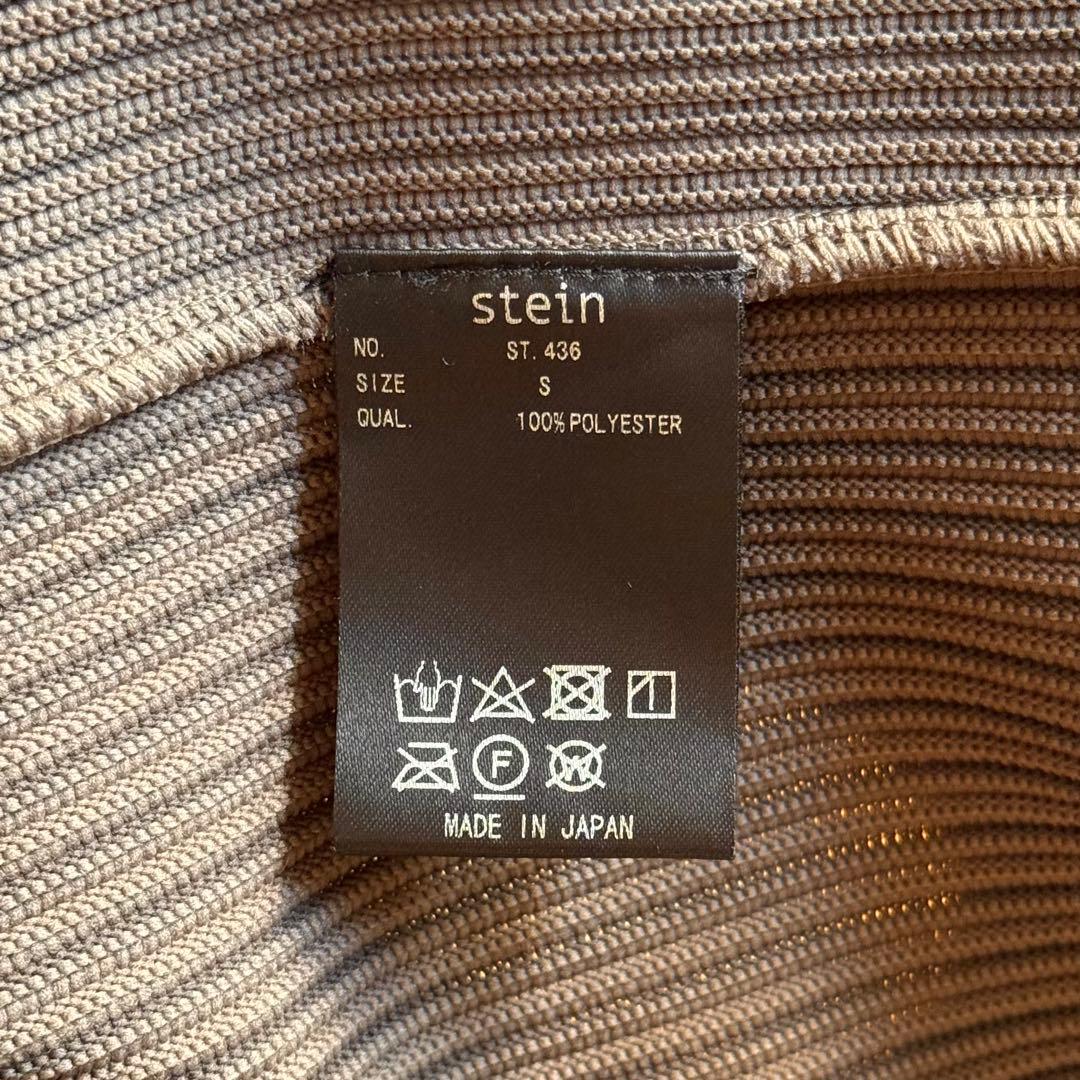 stein
NO. ST. 436
SIZE S
QUAL. 100% POLYESTER
F
W
MADE IN JAPAN